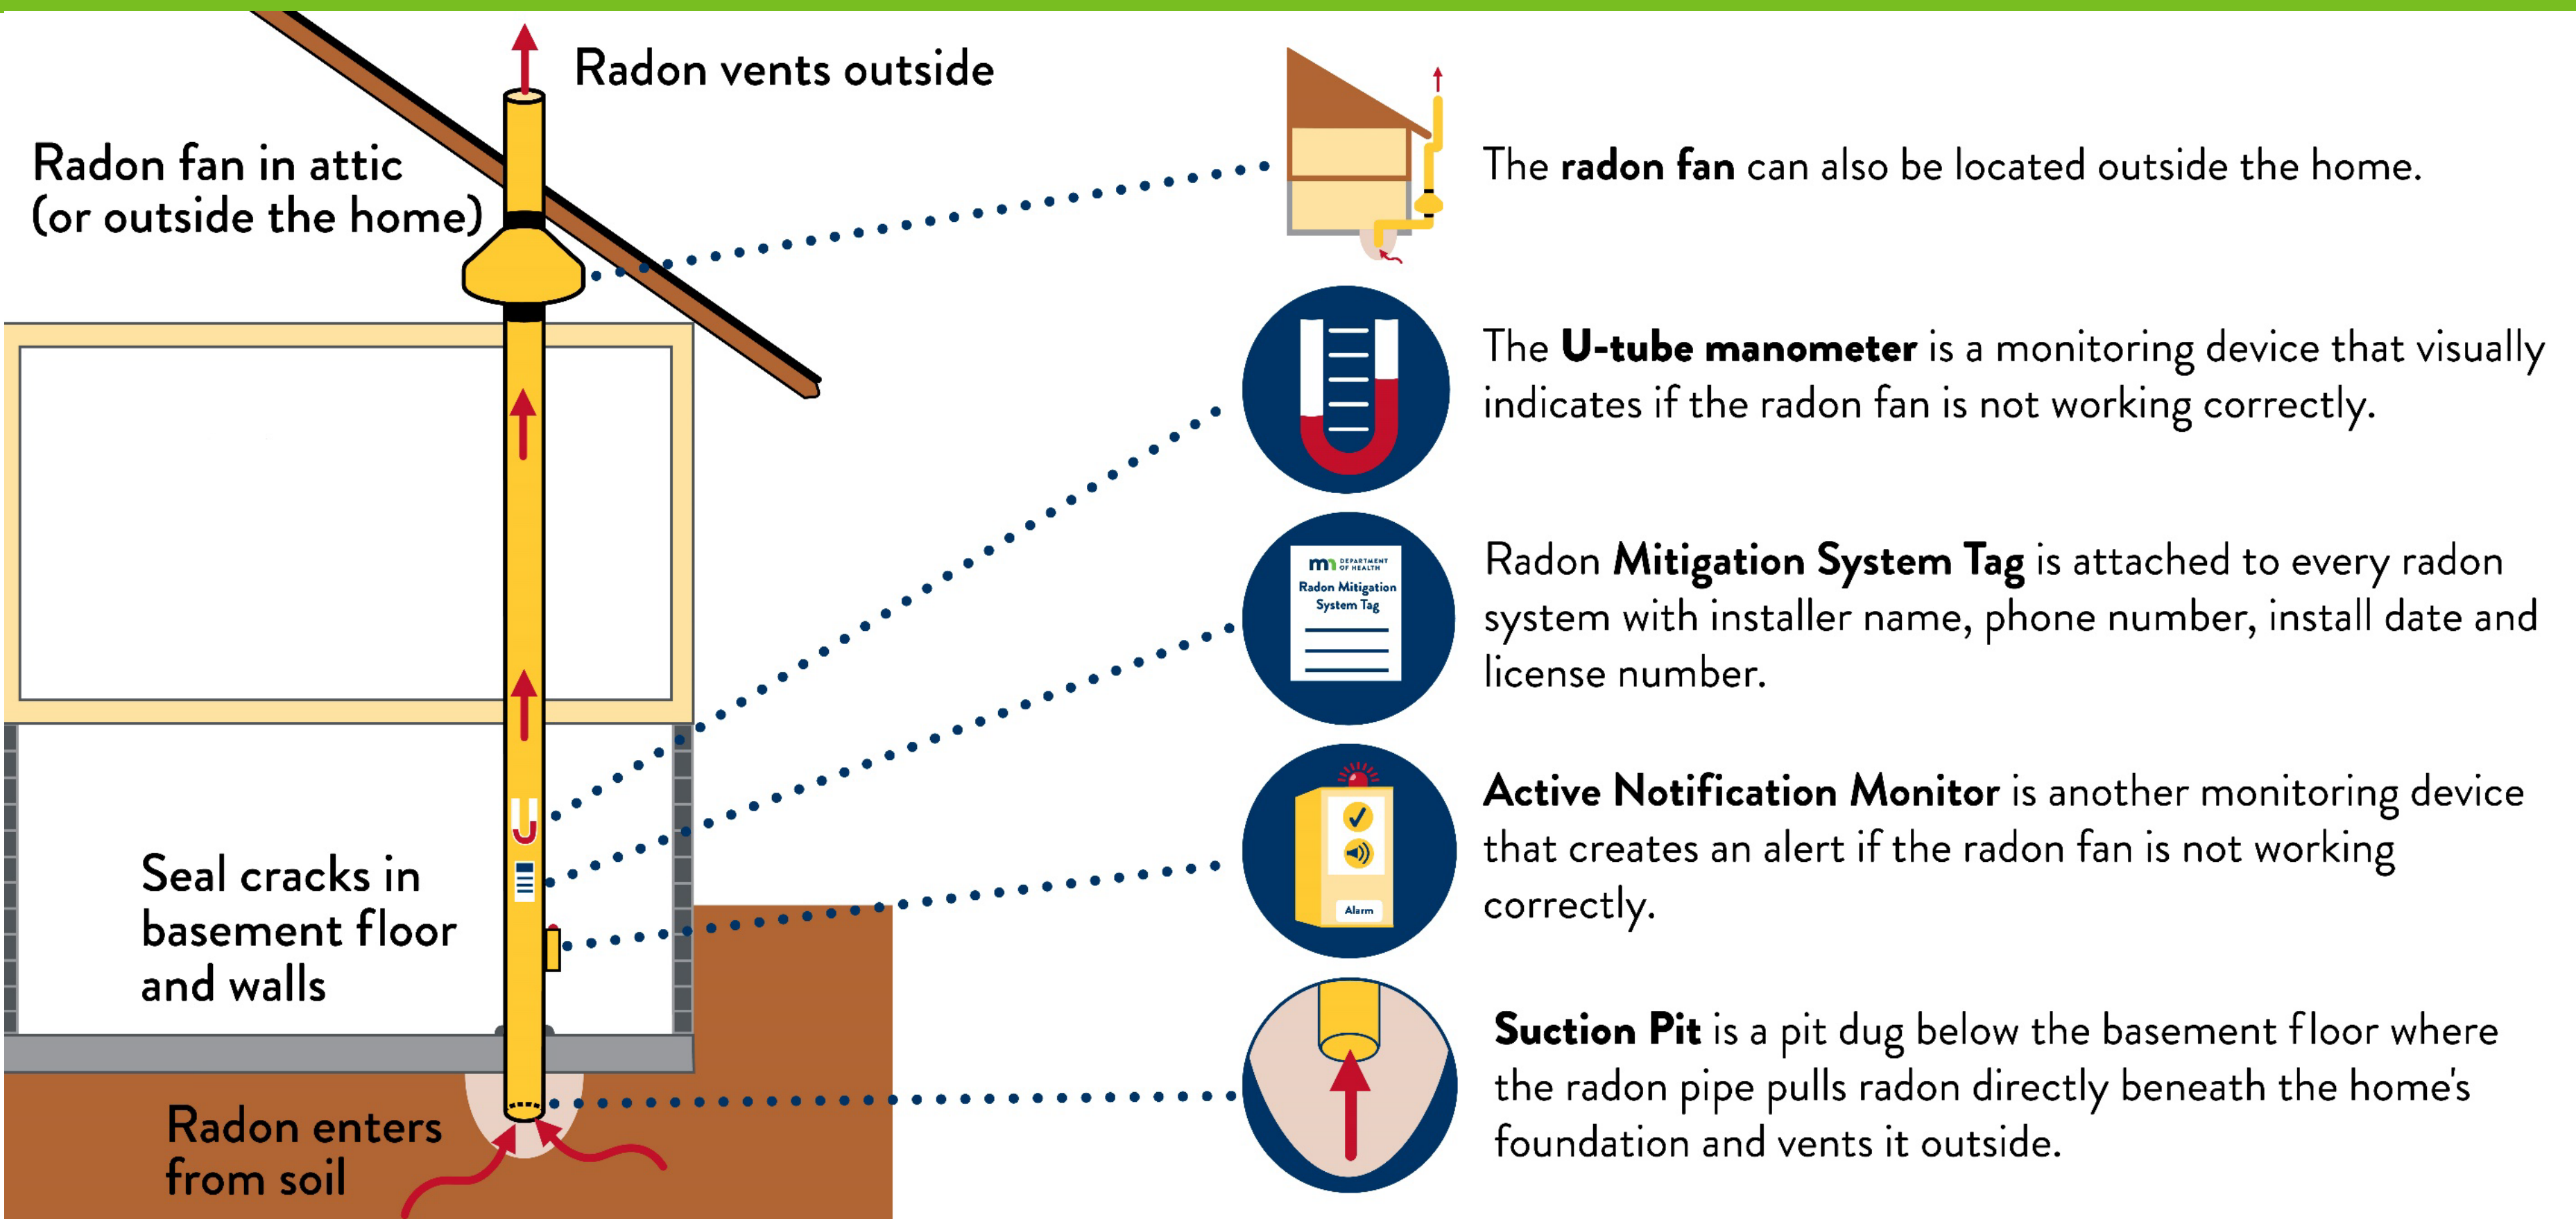 Radon vents outside
Radon fan in attic
(or outside the home)
Seal cracks in
basement floor
and walls
Radon enters
from soil
The radon fan can also be located outside the home.
The U-tube manometer is a monitoring device that visually
indicates if the radon fan is not working correctly.
mn DEPARTMENT
OF HEALTH
Radon Mitigation
System Tag
Radon Mitigation System Tag is attached to every radon
system with installer name, phone number, install date and
license number.
Alarm
Active Notification Monitor is another monitoring device
that creates an alert if the radon fan is not working
correctly.
Suction Pit is a pit dug below the basement floor where
the radon pipe pulls radon directly beneath the home's
foundation and vents it outside.